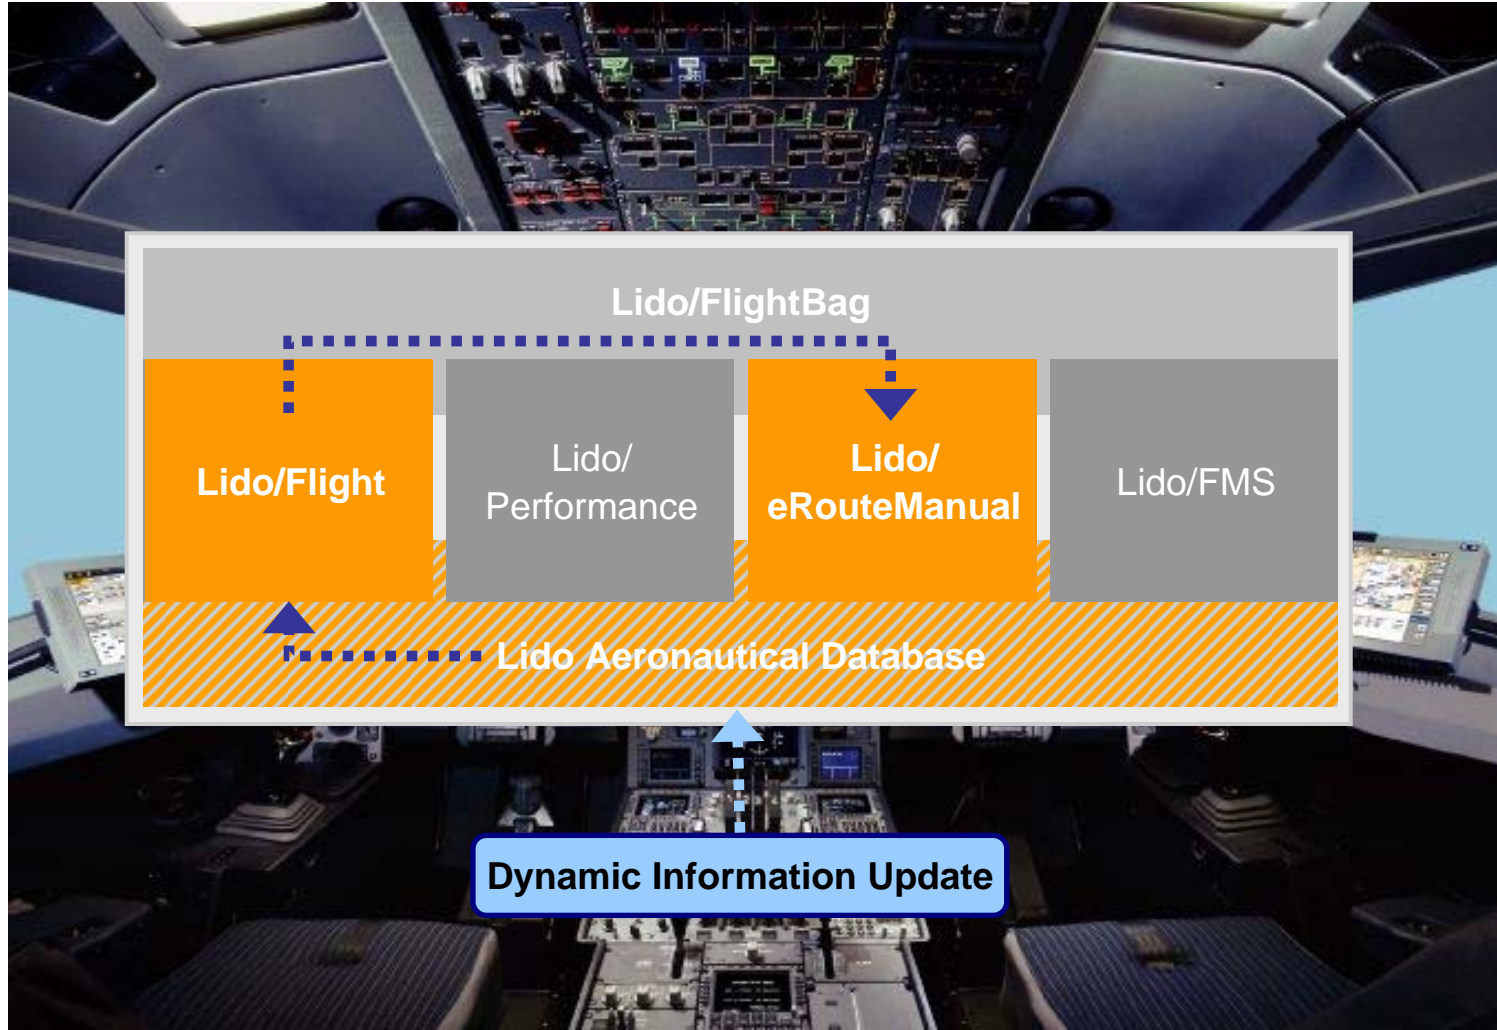 Lido/FlightBag
Lido/Flight
Lido/
Performance
Lido/
eRouteManual
Lido/FMS
Lido Aeronautical Database
Dynamic Information Update